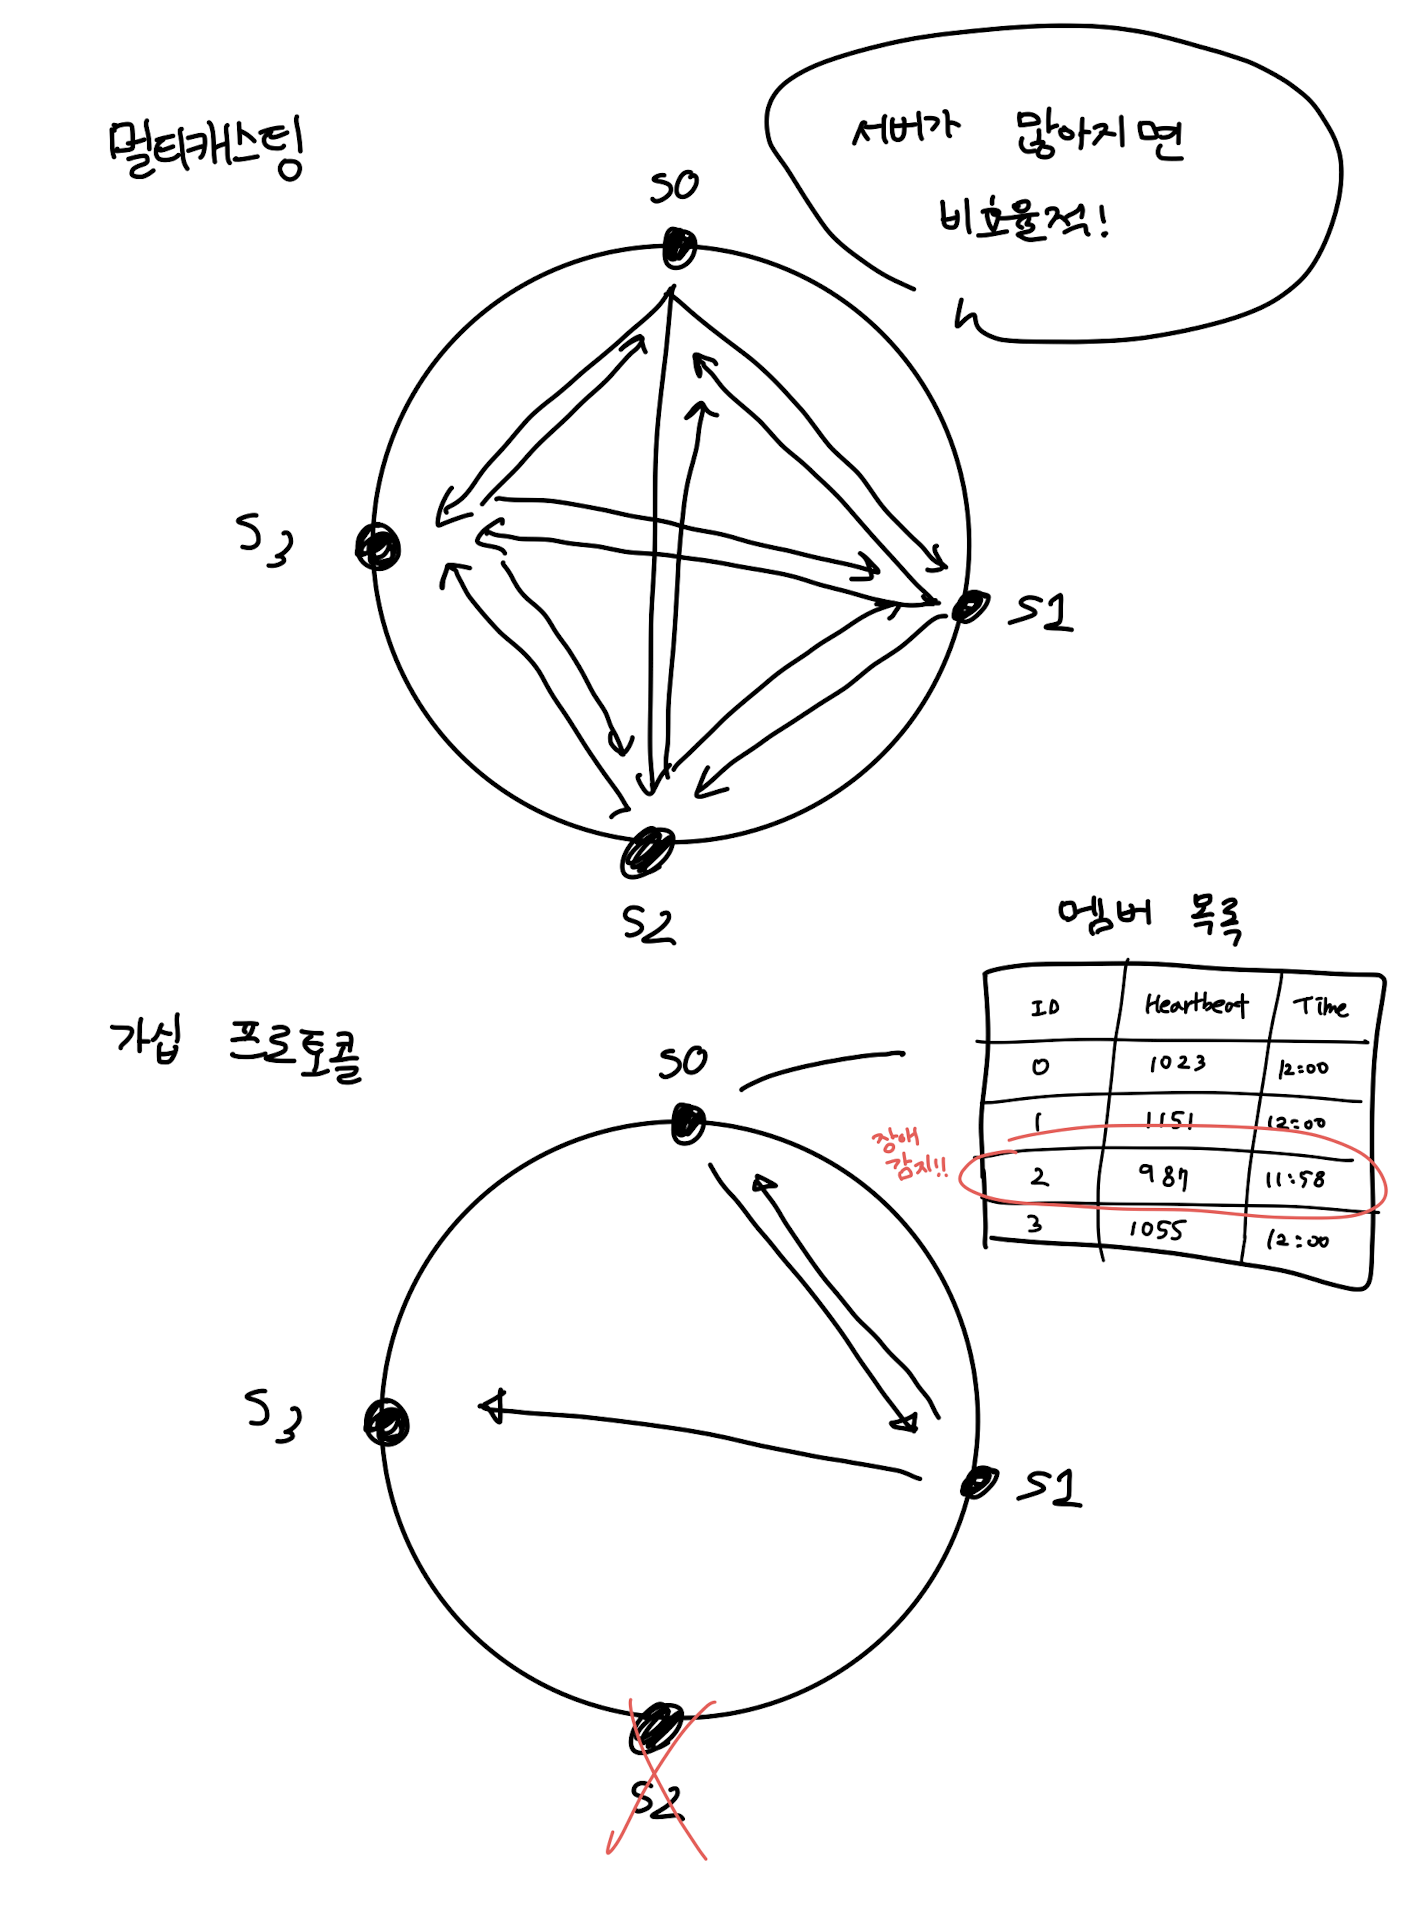 멀티캐스팅
서버가 많아지면
비효율적!
S0
S3
S1
S2
멤버 목록
ID Heartbeat Time
0 1023 12:00
1 1151 12:00
2 987 11:58
3 1055 12:00
장애
감지!!
가십 프로토콜
S0
S3
S1
S2